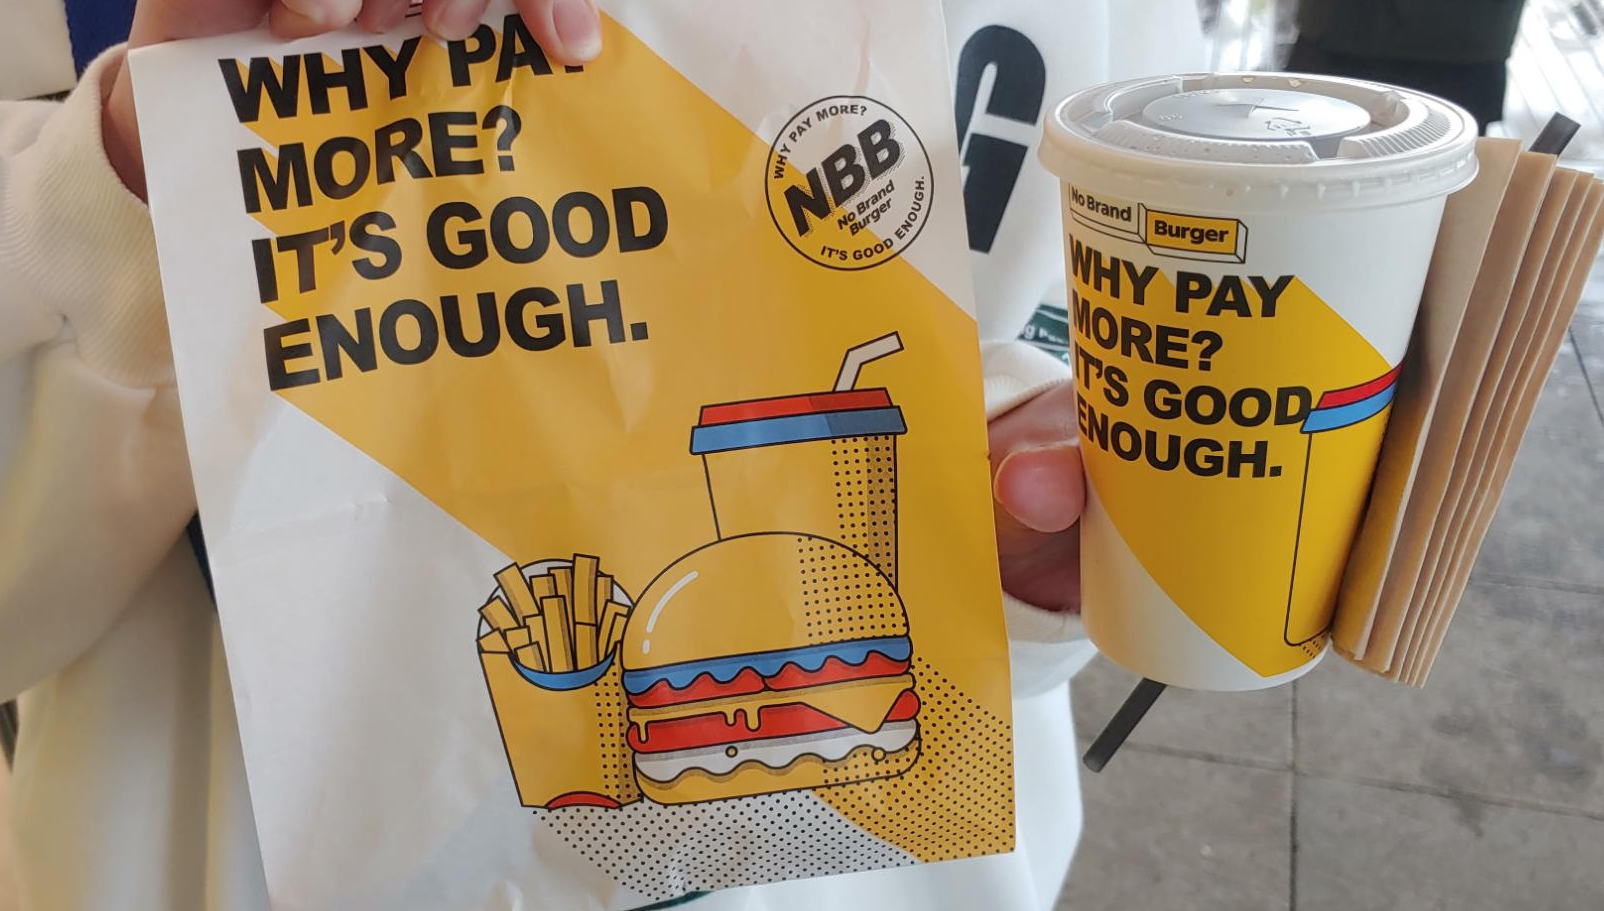 WHY PAY
MORE?
IT'S GOOD
ENOUGH.
WHY PAY MORE?
NBB
No Brand
Burger
IT'S GOOD ENOUGH.
G
No Brand
Burger
WHY PAY
MORE?
IT'S GOOD
ENOUGH.